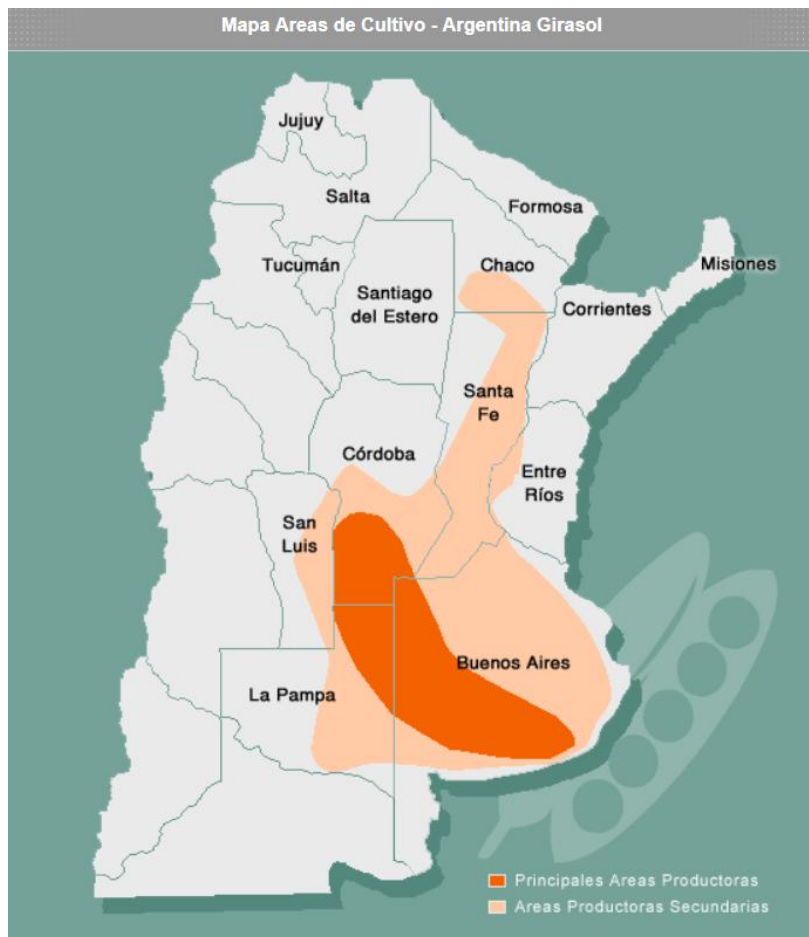 Mapa Areas de Cultivo - Argentina Girasol
Jujuy
Salta
Formosa
Tucumán
Chaco
Misiones
Santiago
del Estero
Corrientes
Santa
Fe
Córdoba
Entre
Ríos
San
Luis
Buenos Aires
La Pampa
Principales Areas Productoras
Areas Productoras Secundarias